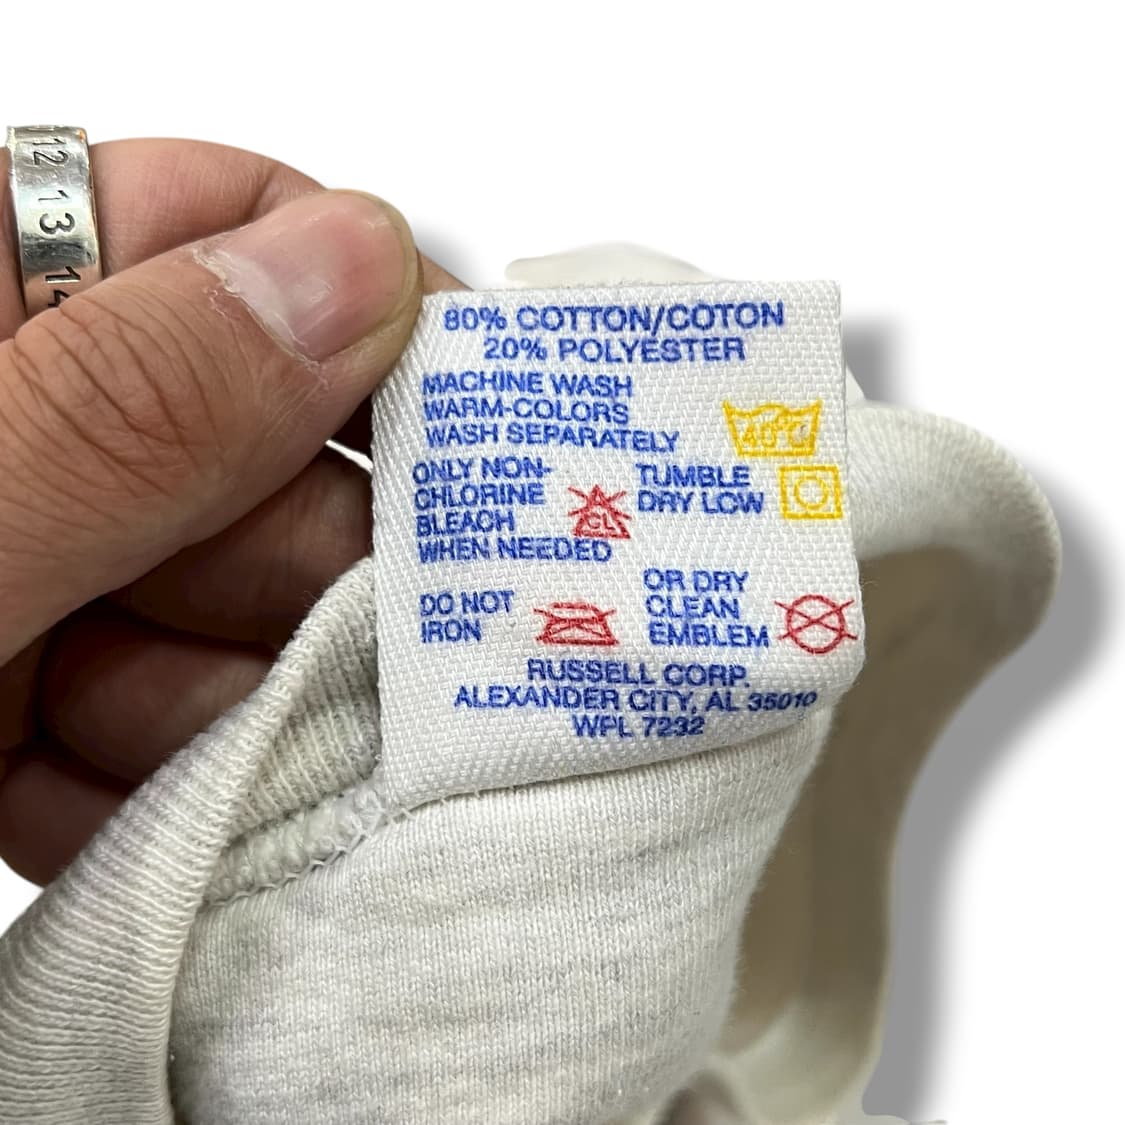 12
13
14
80% COTTON/COTON
20% POLYESTER
MACHINE WASH
WARM-COLORS
WASH SEPARATELY
40°C
ONLY NON-
CHLORINE
BLEACH
WHEN NEEDED
CL
TUMBLE
DRY LOW
DO NOT
IRON
OR DRY
CLEAN
EMBLEM
RUSSELL CORP.
ALEXANDER CITY, AL 35010
WPL 7232